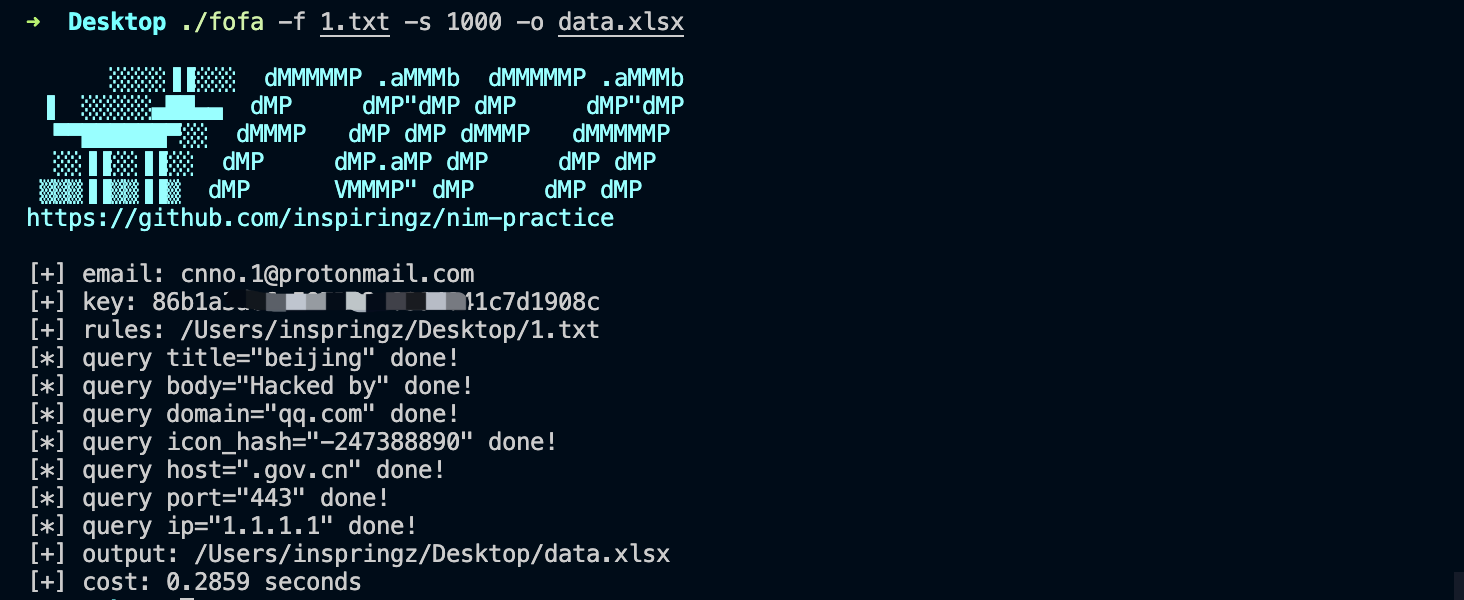 ➜ Desktop ./fofa -f 1.txt -s 1000 -o data.xlsx
dMMMMMP .aMMMb dMMMMMP .aMMMb
dMP dMP"dMP dMP dMP"dMP
dMMMP dMP dMP dMMMP dMMMMMP
dMP dMP.aMP dMP dMP dMP
dMP VMMMP" dMP dMP dMP
https://github.com/inspiringz/nim-practice
[+] email: cnno.1@protonmail.com
[+] key: 86b1a 41c7d1908c
[+] rules: /Users/inspringz/Desktop/1.txt
[*] query title="beijing" done!
[*] query body="Hacked by" done!
[*] query domain="qq.com" done!
[*] query icon_hash="-247388890" done!
[*] query host=".gov.cn" done!
[*] query port="443" done!
[*] query ip="1.1.1.1" done!
[+] output: /Users/inspringz/Desktop/data.xlsx
[+] cost: 0.2859 seconds